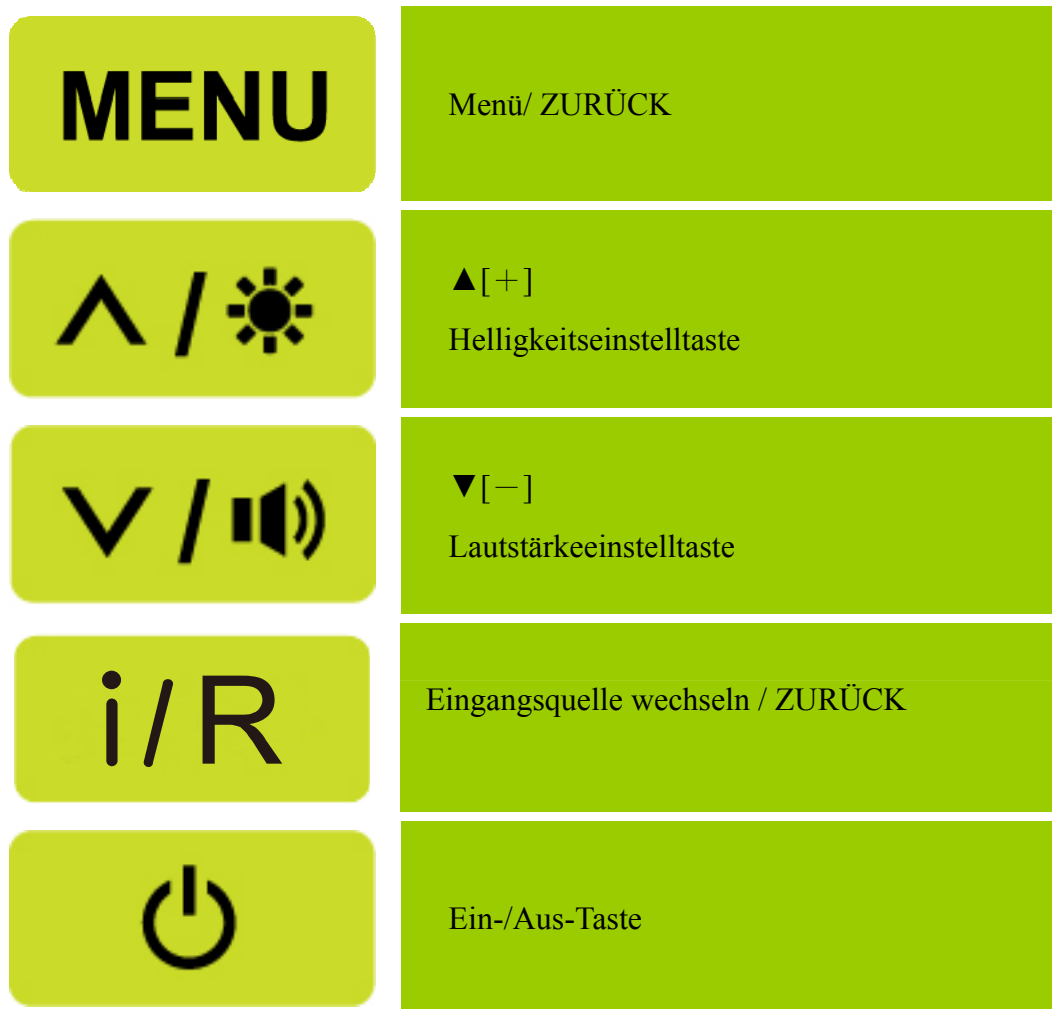 MENU
Menü/ ZURÜCK
▲[+]
Helligkeitseinstelltaste
▼[−]
Lautstärkeeinstelltaste
i/R
Eingangsquelle wechseln / ZURÜCK
Ein-/Aus-Taste